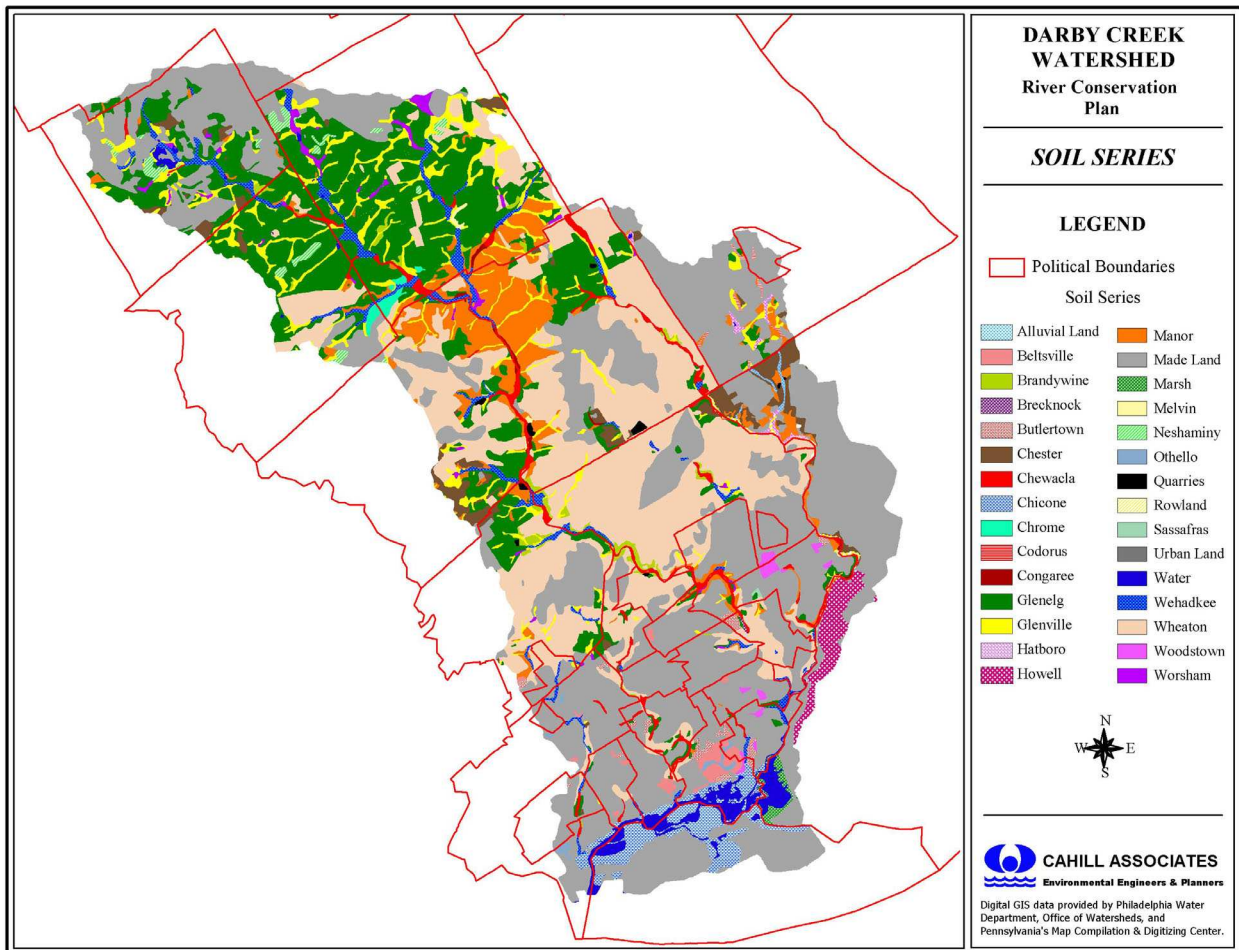 DARBY CREEK
WATERSHED
River Conservation
Plan
SOIL SERIES
LEGEND
Political Boundaries
Soil Series
Alluvial Land
Beltsville
Brandywine
Brecknock
Butlertown
Chester
Chewacla
Chicone
Chrome
Codorus
Congaree
Glenelg
Glenville
Hatboro
Howell
Manor
Made Land
Marsh
Melvin
Neshaminy
Othello
Quarries
Rowland
Sassafras
Urban Land
Water
Wehadkee
Wheaton
Woodstown
Worsham
N
W E
S
CAHILL ASSOCIATES
Environmental Engineers & Planners
Digital GIS data provided by Philadelphia Water
Department, Office of Watersheds, and
Pennsylvania's Map Compilation & Digitizing Center.